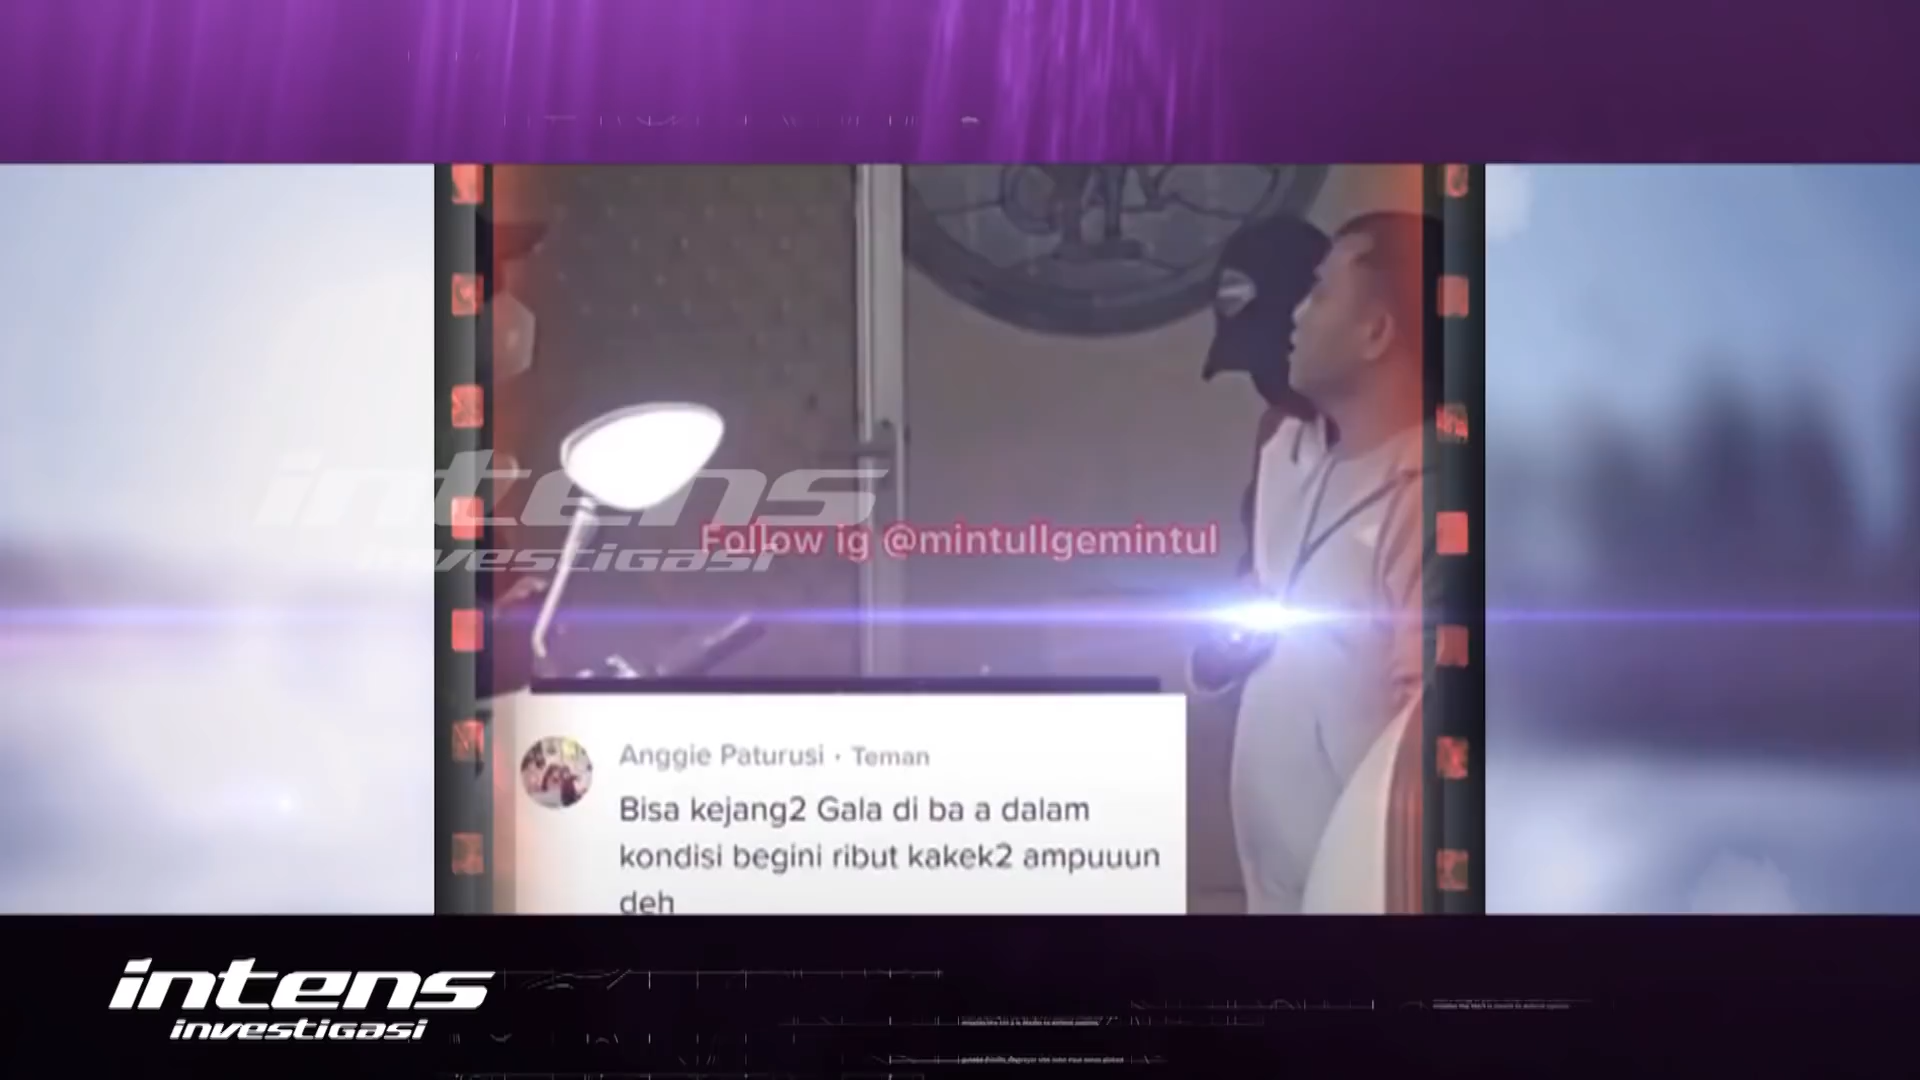 intens
investigasi
Follow ig @mintullgemintul
Anggie Paturusi · Teman
Bisa kejang2 Gala di ba a dalam
kondisi begini ribut kakek2 ampuuun
deh
intens
investigasi